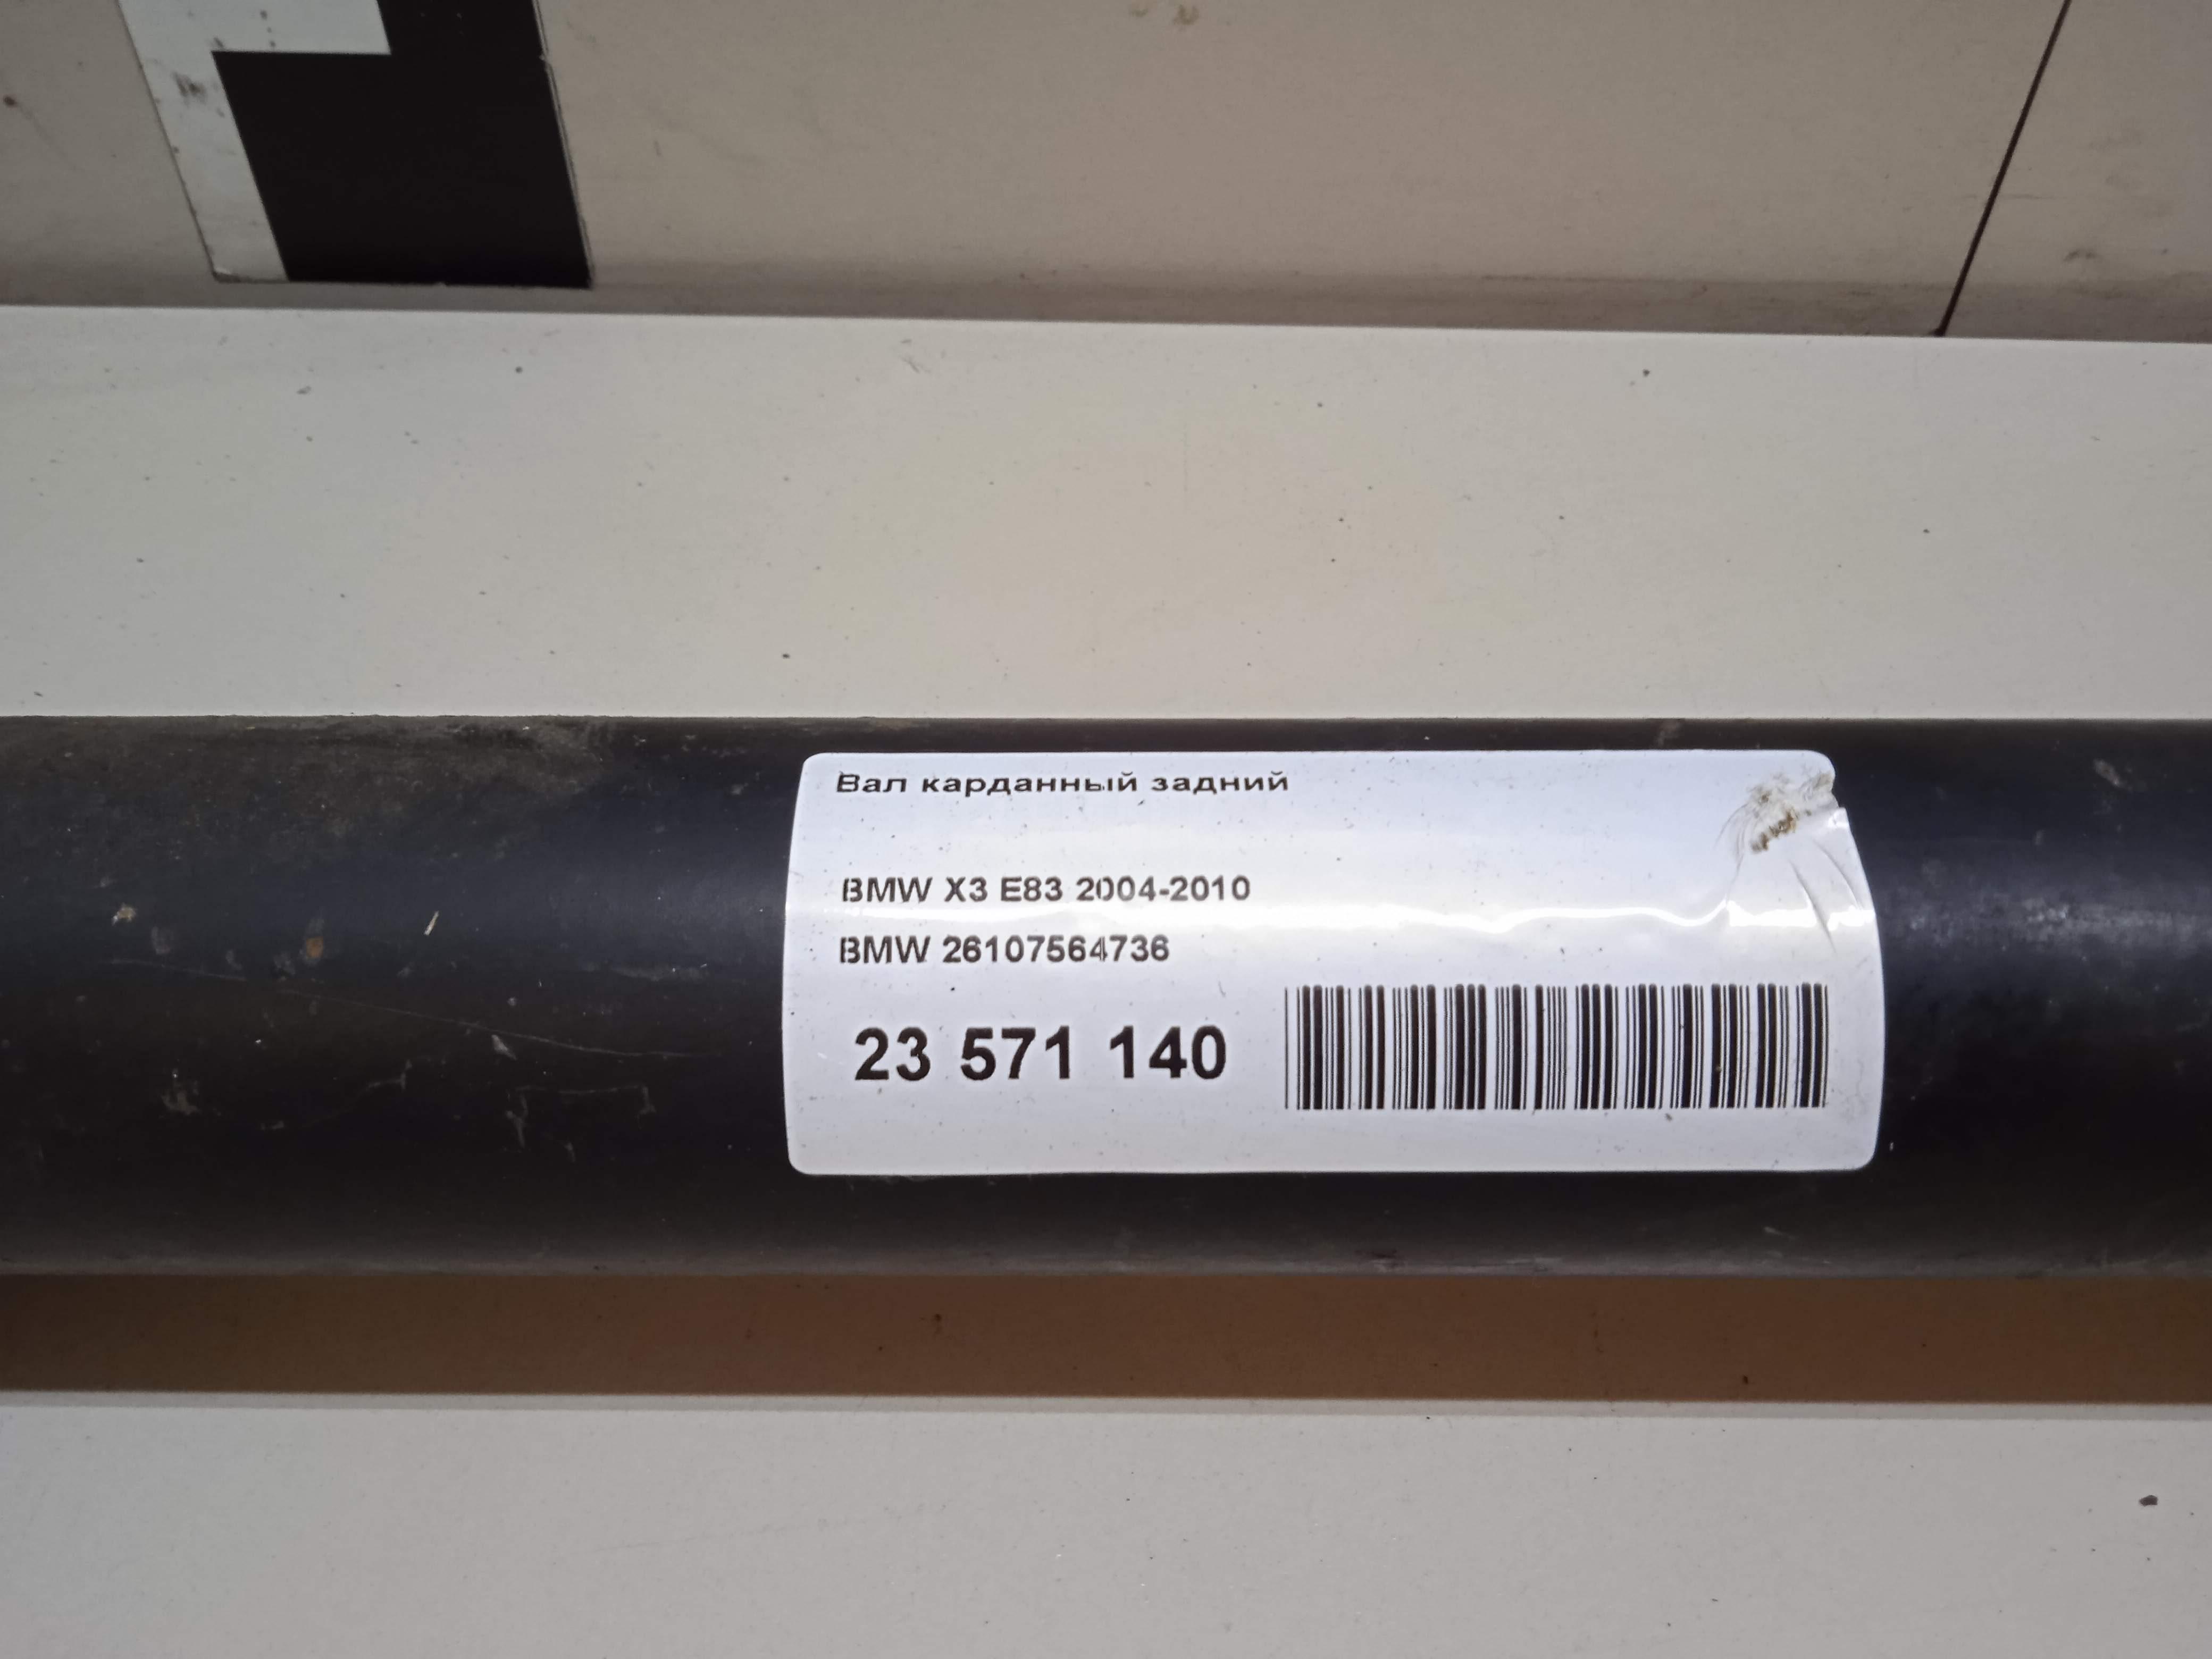 Вал карданный задний
BMW X3 E83 2004-2010
BMW 26107564736
23 571 140